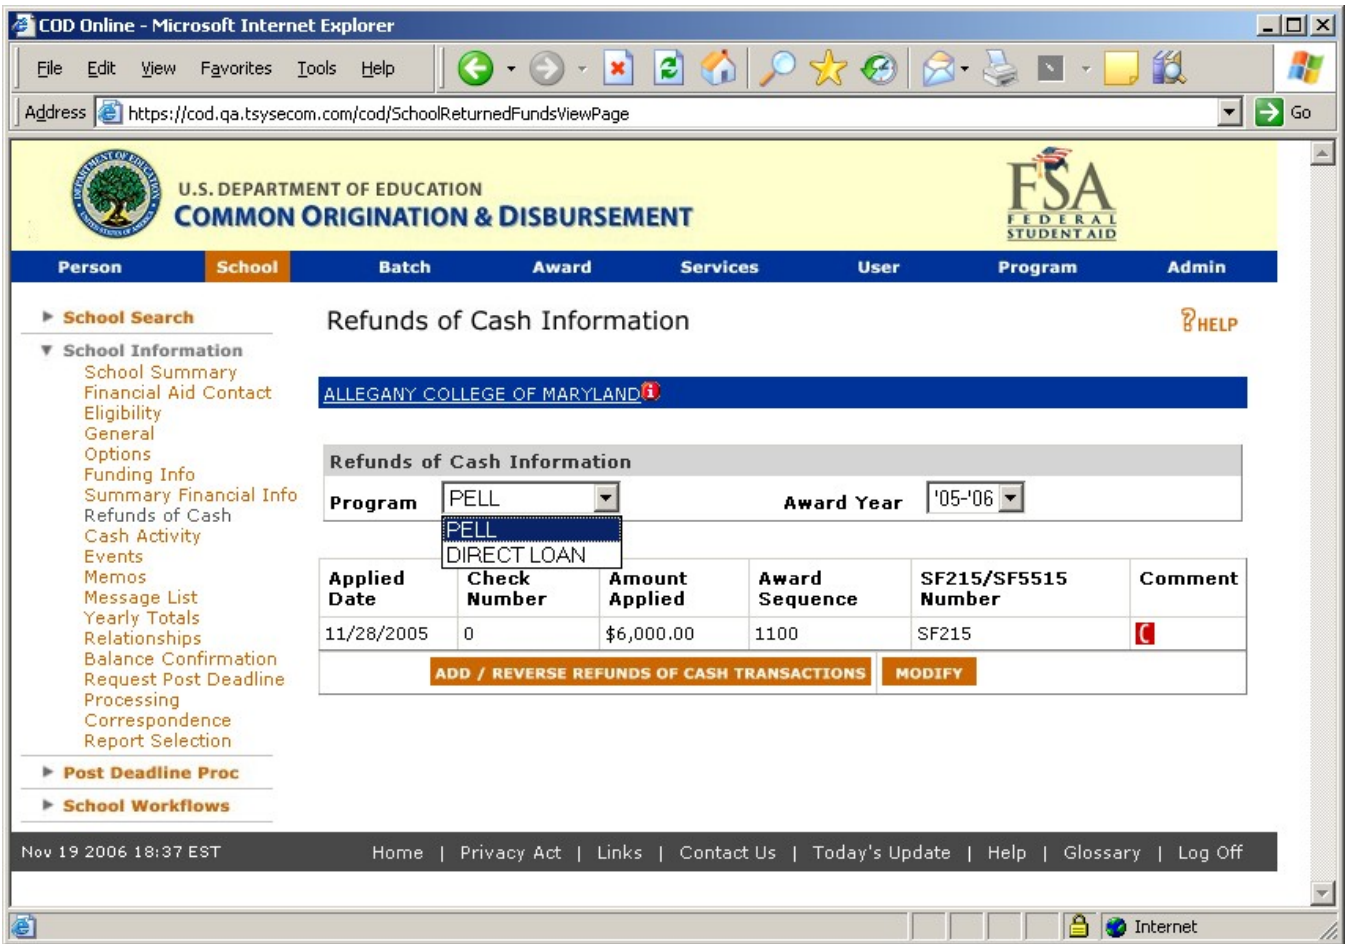 COD Online - Microsoft Internet Explorer
File Edit View Favorites Tools Help
Address https://cod.qa.tsysecom.com/cod/SchoolReturnedFundsViewPage Go
U.S. DEPARTMENT OF EDUCATION
COMMON ORIGINATION & DISBURSEMENT
FSA
FEDERAL
STUDENT AID
Person School Batch Award Services User Program Admin
School Search
Refunds of Cash Information
HELP
School Information
School Summary
Financial Aid Contact
Eligibility
General
Options
Funding Info
Summary Financial Info
Refunds of Cash
Cash Activity
Events
Memos
Message List
Yearly Totals
Relationships
Balance Confirmation
Request Post Deadline
Processing
Correspondence
Report Selection
Post Deadline Proc
School Workflows
ALLEGANY COLLEGE OF MARYLAND
Refunds of Cash Information
Program PELL Award Year '05-'06
PELL
DIRECT LOAN
Applied Date Check Number Amount Applied Award Sequence SF215/SF5515 Number Comment
11/28/2005 0 $6,000.00 1100 SF215 C
ADD / REVERSE REFUNDS OF CASH TRANSACTIONS MODIFY
Nov 19 2006 18:37 EST Home | Privacy Act | Links | Contact Us | Today's Update | Help | Glossary | Log Off
Internet